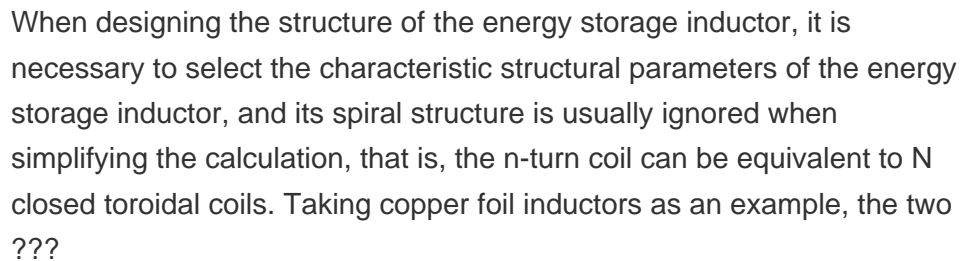 When designing the structure of the energy storage inductor, it is
necessary to select the characteristic structural parameters of the energy
storage inductor, and its spiral structure is usually ignored when
simplifying the calculation, that is, the n-turn coil can be equivalent to N
closed toroidal coils. Taking copper foil inductors as an example, the two
???